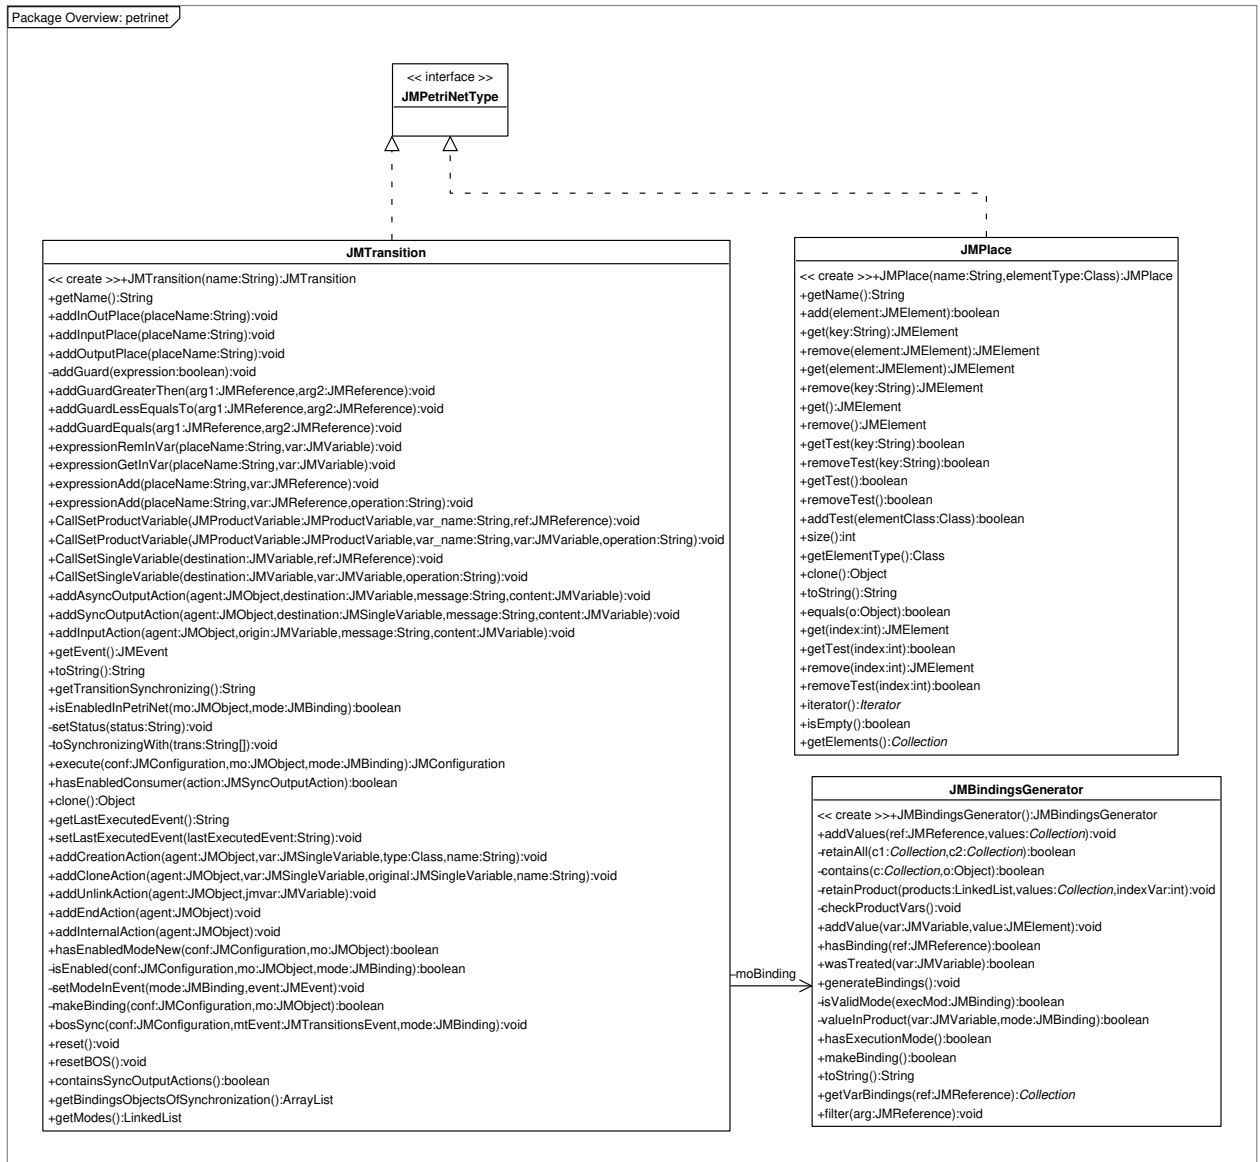 Package Overview: petrinet
<< interface >>
JMPetriNetType
JMTransition
<< create >>+JMTransition(name:String):JMTransition
+getName():String
+addInOutPlace(placeName:String):void
+addInputPlace(placeName:String):void
+addOutputPlace(placeName:String):void
-addGuard(expression:boolean):void
+addGuardGreaterThen(arg1:JMReference,arg2:JMReference):void
+addGuardLessEqualsTo(arg1:JMReference,arg2:JMReference):void
+addGuardEquals(arg1:JMReference,arg2:JMReference):void
+expressionRemInVar(placeName:String,var:JMVariable):void
+expressionGetInVar(placeName:String,var:JMVariable):void
+expressionAdd(placeName:String,var:JMReference):void
+expressionAdd(placeName:String,var:JMReference,operation:String):void
+CallSetProductVariable(JMProductVariable:JMProductVariable,var_name:String,ref:JMReference):void
+CallSetProductVariable(JMProductVariable:JMProductVariable,var_name:String,var:JMVariable,operation:String):void
+CallSetSingleVariable(destination:JMVariable,ref:JMReference):void
+CallSetSingleVariable(destination:JMVariable,var:JMVariable,operation:String):void
+addAsyncOutputAction(agent:JMObject,destination:JMVariable,message:String,content:JMVariable):void
+addSyncOutputAction(agent:JMObject,destination:JMSingleVariable,message:String,content:JMVariable):void
+addInputAction(agent:JMObject,origin:JMVariable,message:String,content:JMVariable):void
+getEvent():JMEvent
+toString():String
+getTransitionSynchronizing():String
+isEnabledInPetriNet(mo:JMObject,mode:JMBinding):boolean
-setStatus(status:String):void
-toSynchronizingWith(trans:String[]):void
+execute(conf:JMConfiguration,mo:JMObject,mode:JMBinding):JMConfiguration
+hasEnabledConsumer(action:JMSyncOutputAction):boolean
+clone():Object
+getLastExecutedEvent():String
+setLastExecutedEvent(lastExecutedEvent:String):void
+addCreationAction(agent:JMObject,var:JMSingleVariable,type:Class,name:String):void
+addCloneAction(agent:JMObject,var:JMSingleVariable,original:JMSingleVariable,name:String):void
+addUnlinkAction(agent:JMObject,jmvar:JMVariable):void
+addEndAction(agent:JMObject):void
+addInternalAction(agent:JMObject):void
+hasEnabledModeNew(conf:JMConfiguration,mo:JMObject):boolean
-isEnabled(conf:JMConfiguration,mo:JMObject,mode:JMBinding):boolean
-setModeInEvent(mode:JMBinding,event:JMEvent):void
-makeBinding(conf:JMConfiguration,mo:JMObject):boolean
+bosSync(conf:JMConfiguration,mtEvent:JMTransitionsEvent,mode:JMBinding):void
+reset():void
+resetBOS():void
+containsSyncOutputActions():boolean
+getBindingsObjectsOfSynchronization():ArrayList
+getModes():LinkedList
JMPlace
<< create >>+JMPlace(name:String,elementType:Class):JMPlace
+getName():String
+add(element:JMElement):boolean
+get(key:String):JMElement
+remove(element:JMElement):JMElement
+get(element:JMElement):JMElement
+remove(key:String):JMElement
+get():JMElement
+remove():JMElement
+getTest(key:String):boolean
+removeTest(key:String):boolean
+getTest():boolean
+removeTest():boolean
+addTest(elementClass:Class):boolean
+size():int
+getElementType():Class
+clone():Object
+toString():String
+equals(o:Object):boolean
+get(index:int):JMElement
+getTest(index:int):boolean
+remove(index:int):JMElement
+removeTest(index:int):boolean
+iterator():Iterator
+isEmpty():boolean
+getElements():Collection
-moBinding
JMBindingsGenerator
<< create >>+JMBindingsGenerator():JMBindingsGenerator
+addValues(ref:JMReference,values:Collection):void
-retainAll(c1:Collection,c2:Collection):boolean
-contains(c:Collection,o:Object):boolean
-retainProduct(products:LinkedList,values:Collection,indexVar:int):void
-checkProductVars():void
+addValue(var:JMVariable,value:JMElement):void
+hasBinding(ref:JMReference):boolean
+wasTreated(var:JMVariable):boolean
+generateBindings():void
-isValidMode(execMod:JMBinding):boolean
-valueInProduct(var:JMVariable,mode:JMBinding):boolean
+hasExecutionMode():boolean
+makeBinding():boolean
+toString():String
+getVarBindings(ref:JMReference):Collection
+filter(arg:JMReference):void